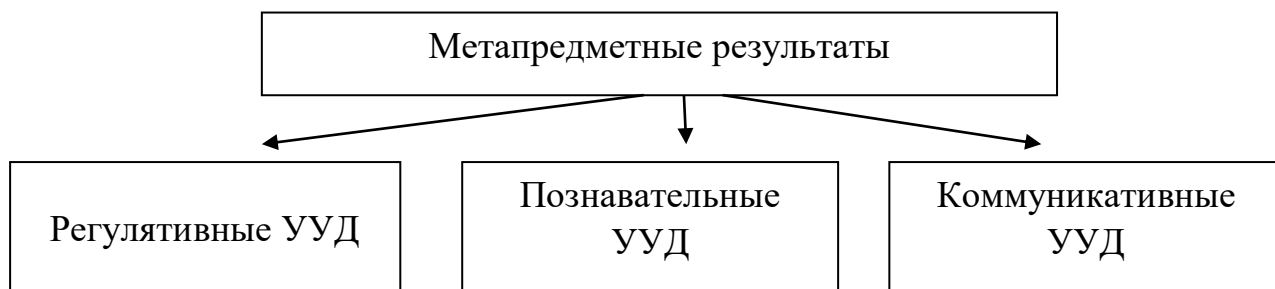 Метапредметные результаты
Регулятивные УУД
Познавательные
УУД
Коммуникативные
УУД